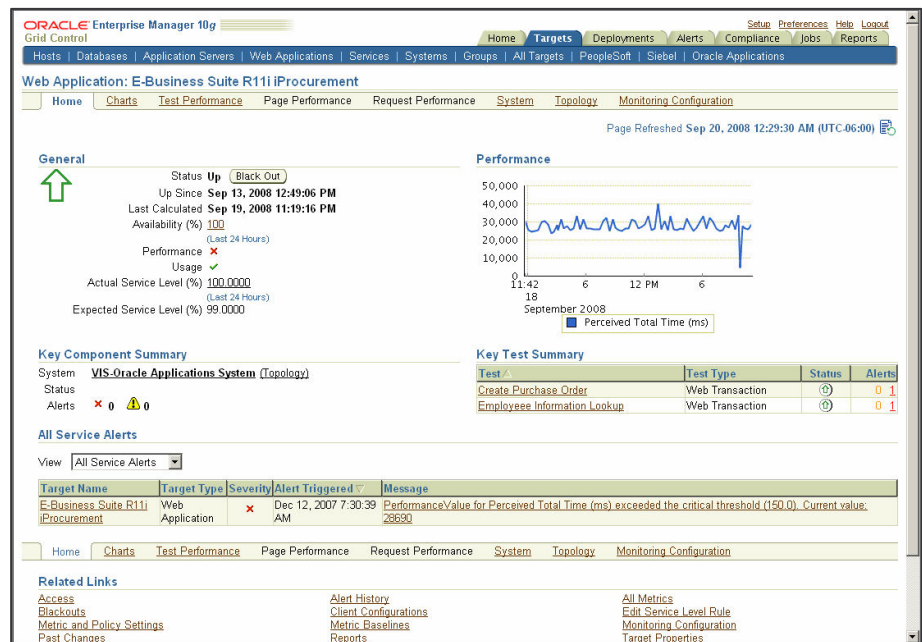 ORACLE Enterprise Manager 10g
Grid Control
Setup Preferences Help Logout
Home Targets Deployments Alerts Compliance Jobs Reports
Hosts | Databases | Application Servers | Web Applications | Services | Systems | Groups | All Targets | PeopleSoft | Siebel | Oracle Applications
Web Application: E-Business Suite R11i iProcurement
Home Charts Test Performance Page Performance Request Performance System Topology Monitoring Configuration
Page Refreshed Sep 20, 2008 12:29:30 AM (UTC-06:00)
General
Status Up Black Out
Up Since Sep 13, 2008 12:49:06 PM
Last Calculated Sep 19, 2008 11:19:16 PM
Availability (%) 100
(Last 24 Hours)
Performance
Usage
Actual Service Level (%) 100.0000
(Last 24 Hours)
Expected Service Level (%) 99.0000
Performance
50,000
40,000
30,000
20,000
10,000
0
11:42 6 12 PM 6
18
September 2008
Perceived Total Time (ms)
Key Component Summary
System VIS-Oracle Applications System (Topology)
Status
Alerts 0 0
Key Test Summary
Test Test Type Status Alerts
Create Purchase Order Web Transaction 0 1
Employeee Information Lookup Web Transaction 0 1
All Service Alerts
View All Service Alerts
Target Name Target Type Severity Alert Triggered Message
E-Business Suite R11i Web Dec 12, 2007 7:30:39 PerformanceValue for Perceived Total Time (ms) exceeded the critical threshold (150.0). Current value:
iProcurement Application AM 28690
Home Charts Test Performance Page Performance Request Performance System Topology Monitoring Configuration
Related Links
Access Alert History All Metrics
Blackouts Client Configurations Edit Service Level Rule
Metric and Policy Settings Metric Baselines Monitoring Configuration
Past Changes Reports Target Properties